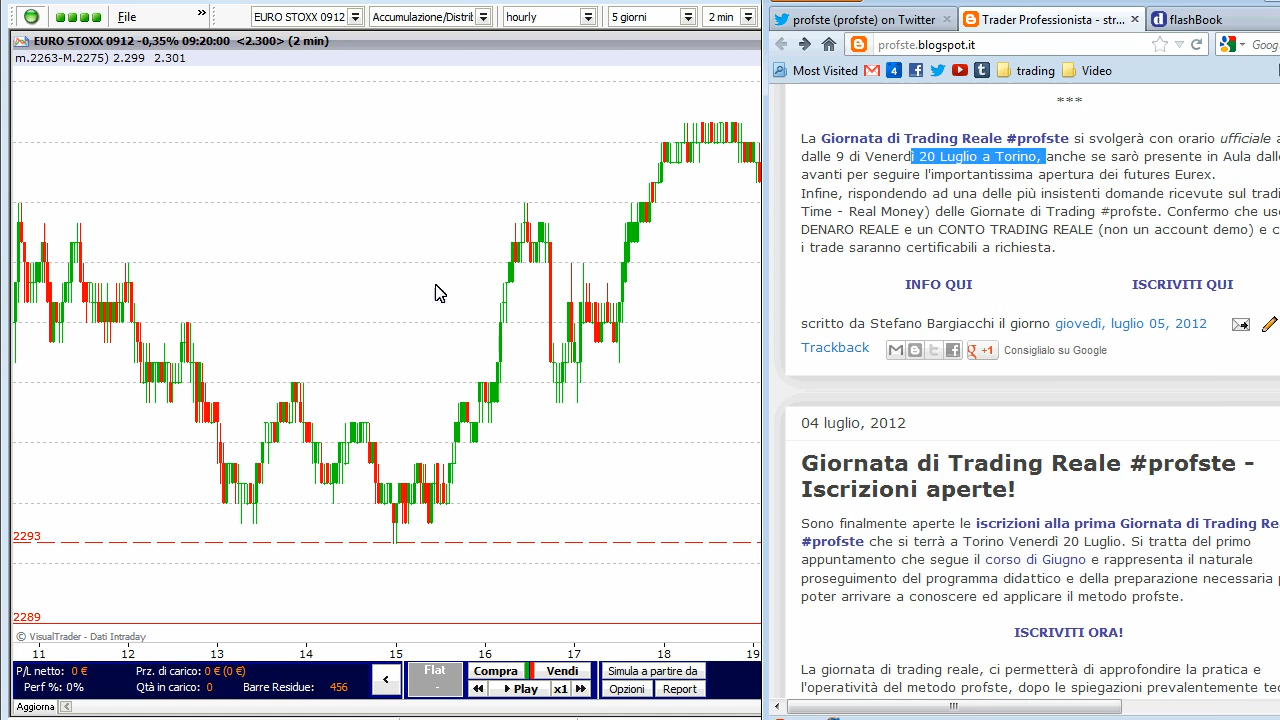 File
»
EURO STOXX 0912
Accumulazione/Distrit
hourly
5 giorni
2 min
EURO STOXX 0912 -0,35% 09:20:00 <2.300> (2 min)
m.2263-M.2275) 2.299 2.301
2293
2289
© VisualTrader - Dati Intraday
11 12 13 14 15 16 17 18 19
P/L netto: 0 €
Prz. di carico: 0 € (0 €)
Perf %: 0%
Qtà in carico: 0
Barre Residue: 456
<
Flat
-
Compra
Vendi
Play
x1
Simula a partire da
Opzioni
Report
Aggiorna
profste (profste) on Twitter
Trader Professionista - str...
flashBook
profste.blogspot.it
Goog
Most Visited
4
trading
Video
***
La Giornata di Trading Reale #profste si svolgerà con orario ufficiale a
dalle 9 di Venerdì 20 Luglio a Torino, anche se sarò presente in Aula dalle
avanti per seguire l'importantissima apertura dei futures Eurex.
Infine, rispondendo ad una delle più insistenti domande ricevute sul tradi
Time - Real Money) delle Giornate di Trading #profste. Confermo che use
DENARO REALE e un CONTO TRADING REALE (non un account demo) e c
i trade saranno certificabili a richiesta.
INFO QUI
ISCRIVITI QUI
scritto da Stefano Bargiacchi il giorno giovedì, luglio 05, 2012
Trackback
+1
Consiglialo su Google
04 luglio, 2012
Giornata di Trading Reale #profste -
Iscrizioni aperte!
Sono finalmente aperte le iscrizioni alla prima Giornata di Trading Re
#profste che si terrà a Torino Venerdì 20 Luglio. Si tratta del primo
appuntamento che segue il corso di Giugno e rappresenta il naturale
proseguimento del programma didattico e della preparazione necessaria p
poter arrivare a conoscere ed applicare il metodo profste.
ISCRIVITI ORA!
La giornata di trading reale, ci permetterà di approfondire la pratica e
l'operatività del metodo profste, dopo le spiegazioni prevalentemente teo